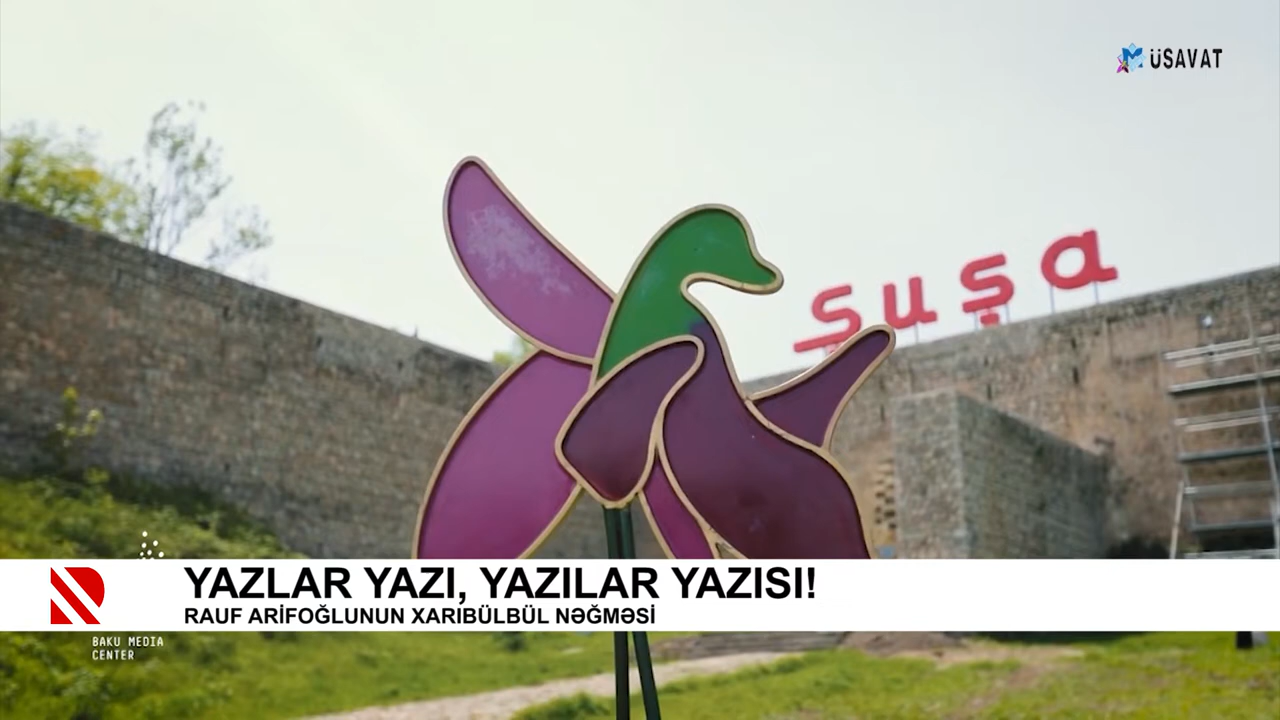 ÜSAVAT
şuşa
YAZLAR YAZI, YAZILAR YAZISI!
RAUF ARİFOĞLUNUN XARIBÜLBÜL NƏĞMƏSİ
BAKU MEDIA
CENTER